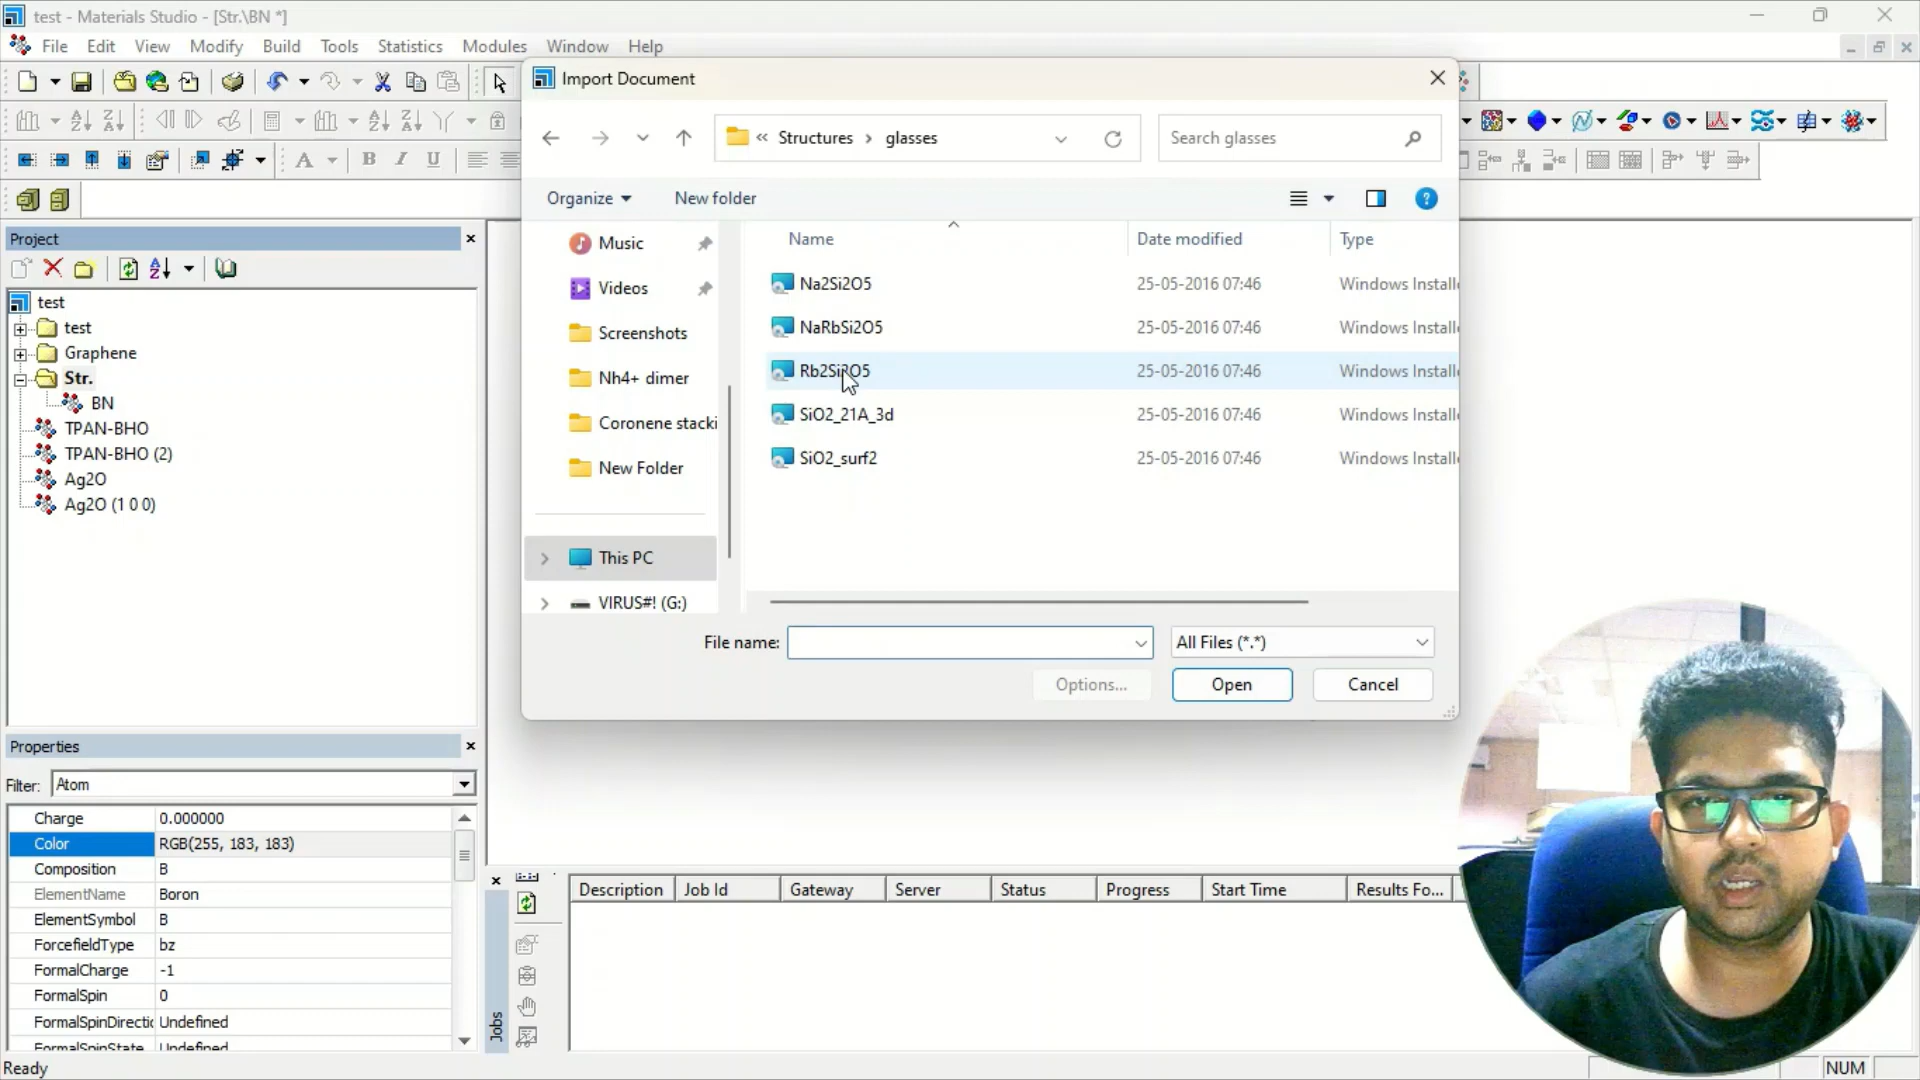 test - Materials Studio - [Str.\BN *]
File Edit View Modify Build Tools Statistics Modules Window Help
Import Document
« Structures › glasses
Search glasses
Organize
New folder
Project
test
test
Graphene
Str.
BN
TPAN-BHO
TPAN-BHO (2)
Ag2O
Ag2O (1 0 0)
Music
Videos
Screenshots
Nh4+ dimer
Coronene stacki
New Folder
This PC
VIRUS#! (G:)
Name Date modified Type
Na2Si2O5 25-05-2016 07:46 Windows Installe
NaRbSi2O5 25-05-2016 07:46 Windows Installe
Rb2Si2O5 25-05-2016 07:46 Windows Installe
SiO2_21A_3d 25-05-2016 07:46 Windows Installe
SiO2_surf2 25-05-2016 07:46 Windows Installe
File name:
All Files (*.*)
Options...
Open
Cancel
Properties
Filter: Atom
Charge 0.000000
Color RGB(255, 183, 183)
Composition B
ElementName Boron
ElementSymbol B
ForcefieldType bz
FormalCharge -1
FormalSpin 0
FormalSpinDirectic Undefined
FormalSpinState Undefined
Jobs
Description Job Id Gateway Server Status Progress Start Time Results Fo...
Ready
NUM